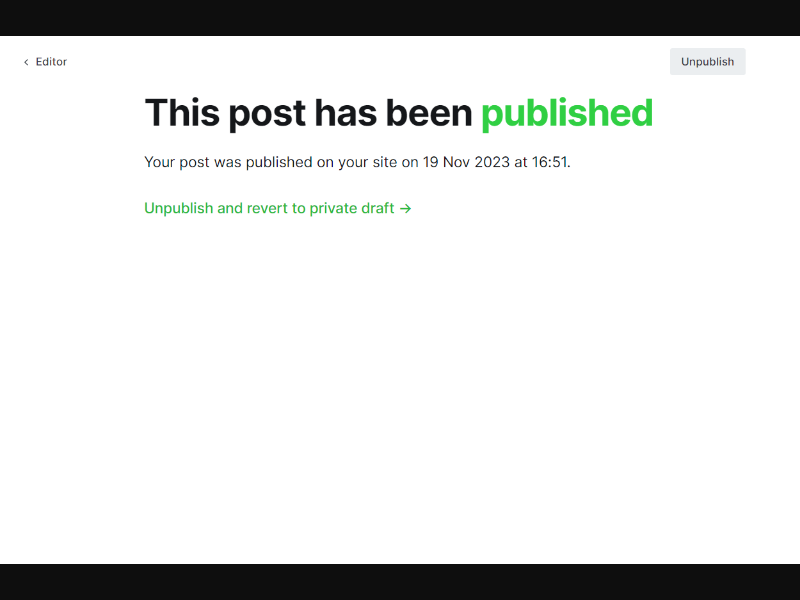 Editor
Unpublish
This post has been published
Your post was published on your site on 19 Nov 2023 at 16:51.
Unpublish and revert to private draft →